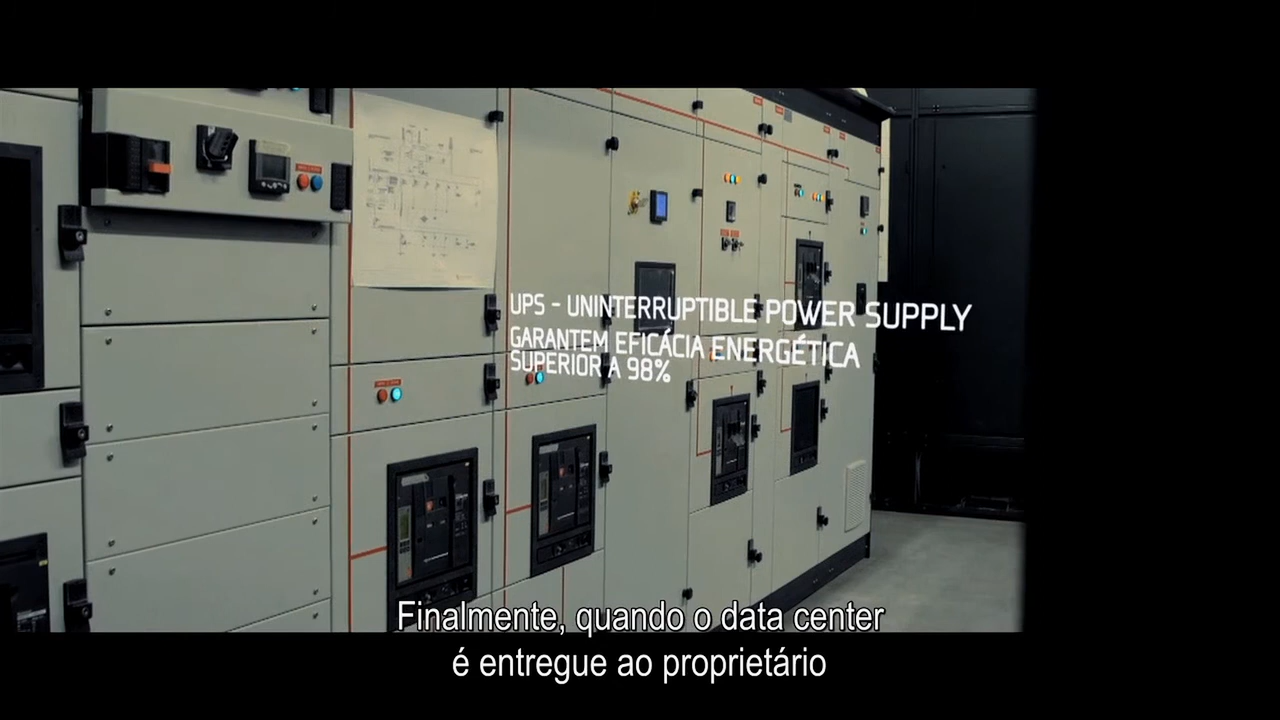 UPS - UNINTERRUPTIBLE POWER SUPPLY
GARANTEM EFICÁCIA ENERGÉTICA
SUPERIOR A 98%
Finalmente, quando o data center
é entregue ao proprietário